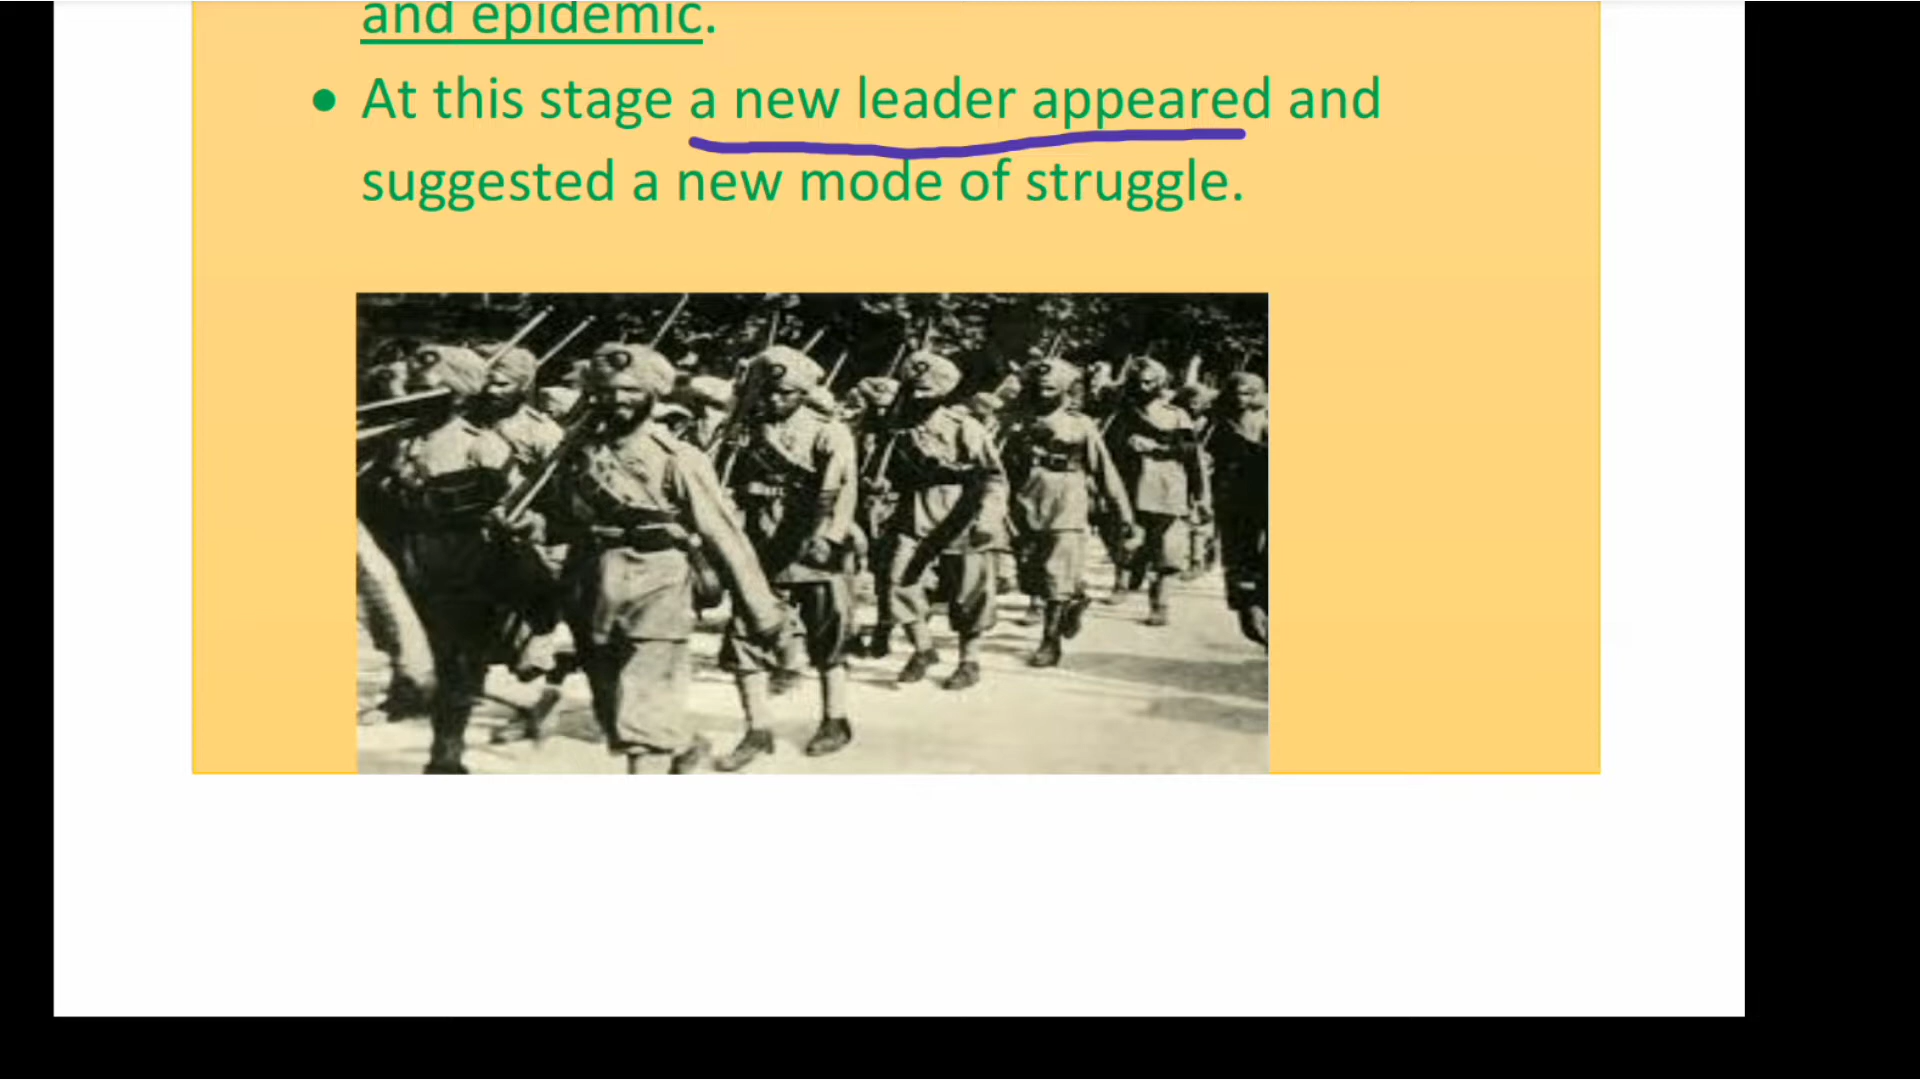 and epidemic.
• At this stage a new leader appeared and
suggested a new mode of struggle.